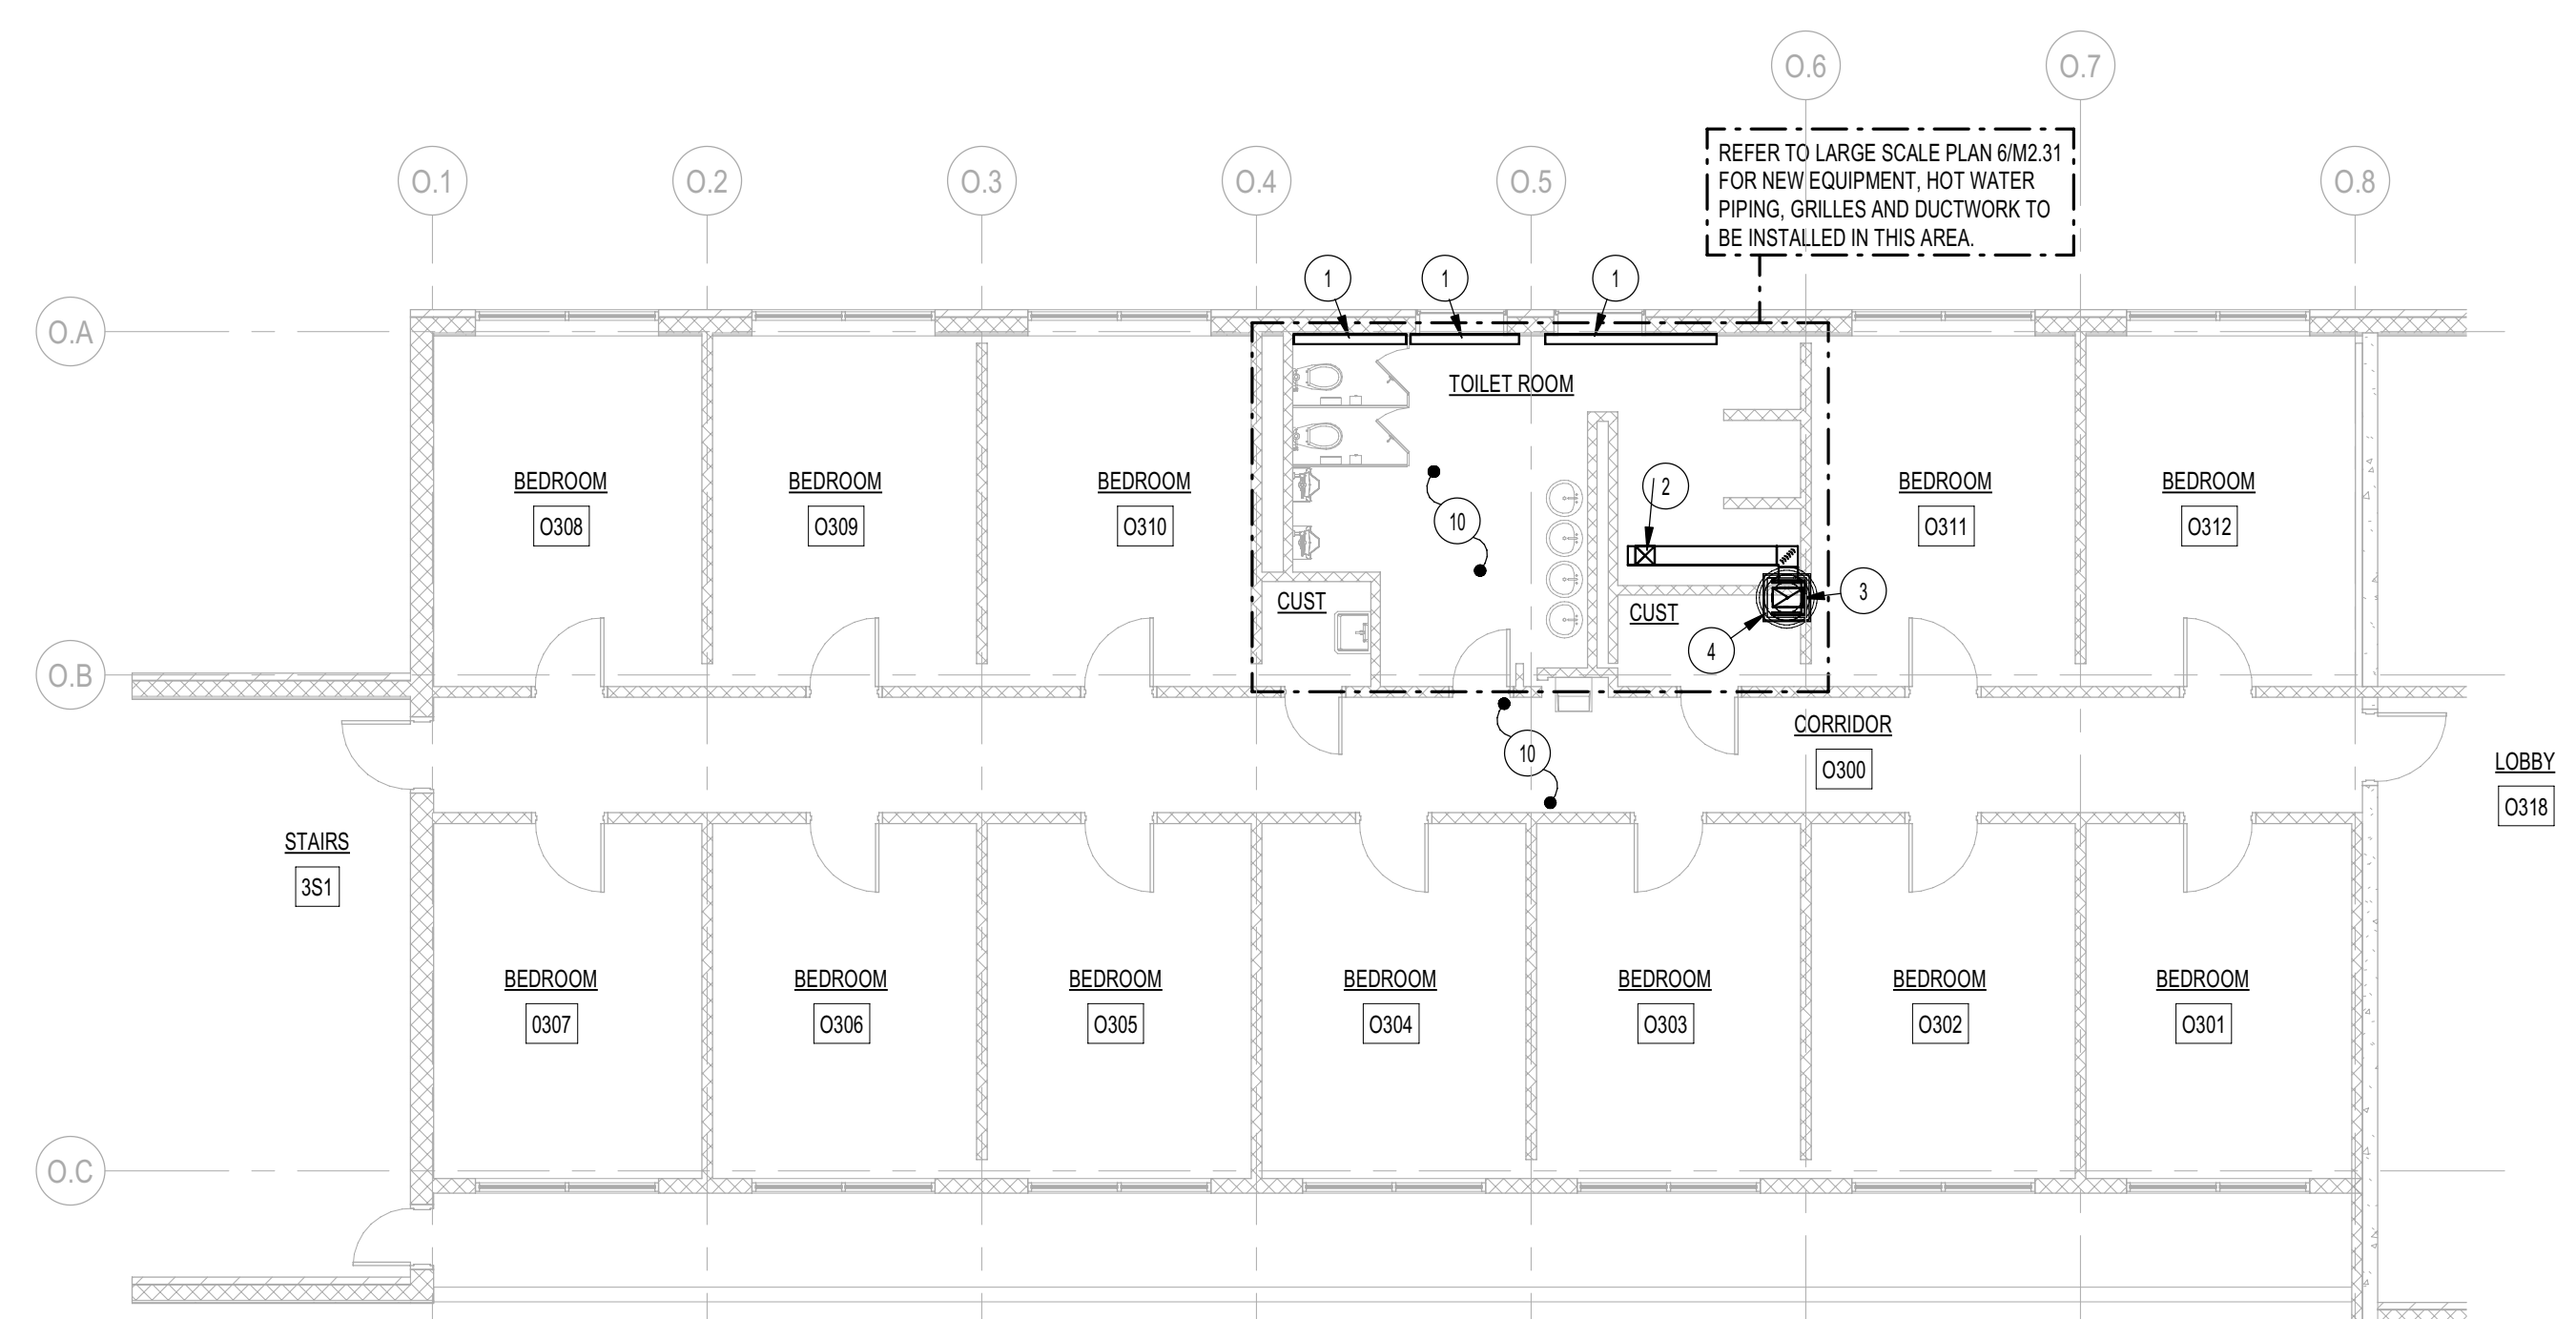 O.6
O.7
O.1
O.2
O.3
O.4
O.5
O.8
REFER TO LARGE SCALE PLAN 6/M2.31
FOR NEW EQUIPMENT, HOT WATER
PIPING, GRILLES AND DUCTWORK TO
BE INSTALLED IN THIS AREA.
1
1
1
O.A
TOILET ROOM
BEDROOM
O308
BEDROOM
O309
BEDROOM
O310
2
10
BEDROOM
O311
BEDROOM
O312
CUST
CUST
3
4
O.B
CORRIDOR
O300
10
LOBBY
O318
STAIRS
3S1
BEDROOM
0307
BEDROOM
O306
BEDROOM
O305
BEDROOM
O304
BEDROOM
O303
BEDROOM
O302
BEDROOM
O301
O.C